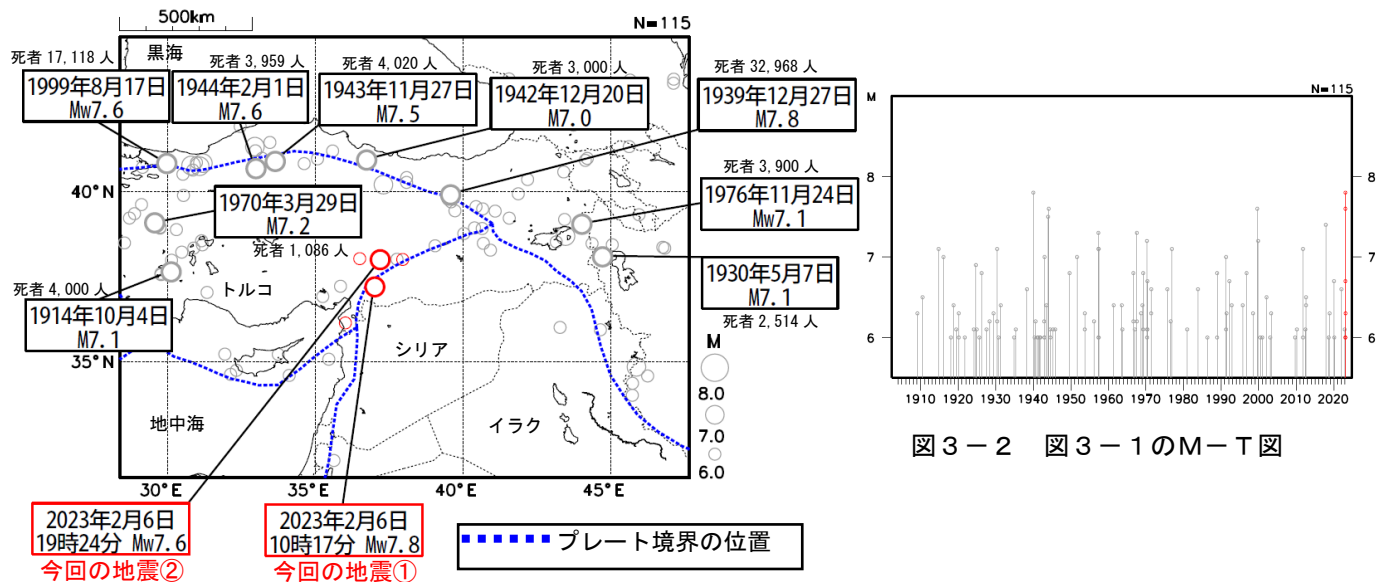 500km
N=115
死者 17,118 人
黒海
死者 3,959 人
死者 4,020 人
死者 3,000 人
死者 32,968 人
1999年8月17日
Mw7.6
1944年2月1日
M7.6
1943年11月27日
M7.5
1942年12月20日
M7.0
1939年12月27日
M7.8
40°N
死者 3,900 人
1976年11月24日
Mw7.1
1970年3月29日
M7.2
死者 1,086 人
1930年5月7日
M7.1
死者 2,514 人
死者 4,000 人
1914年10月4日
M7.1
トルコ
シリア
35°N
地中海
イラク
M
8.0
7.0
6.0
30°E
35°E
40°E
45°E
2023年2月6日
19時24分 Mw7.6
今回の地震②
2023年2月6日
10時17分 Mw7.8
今回の地震①
プレート境界の位置
M
N=115
8
8
7
7
6
6
1910 1920 1930 1940 1950 1960 1970 1980 1990 2000 2010 2020
図3-2 図3-1のM-T図